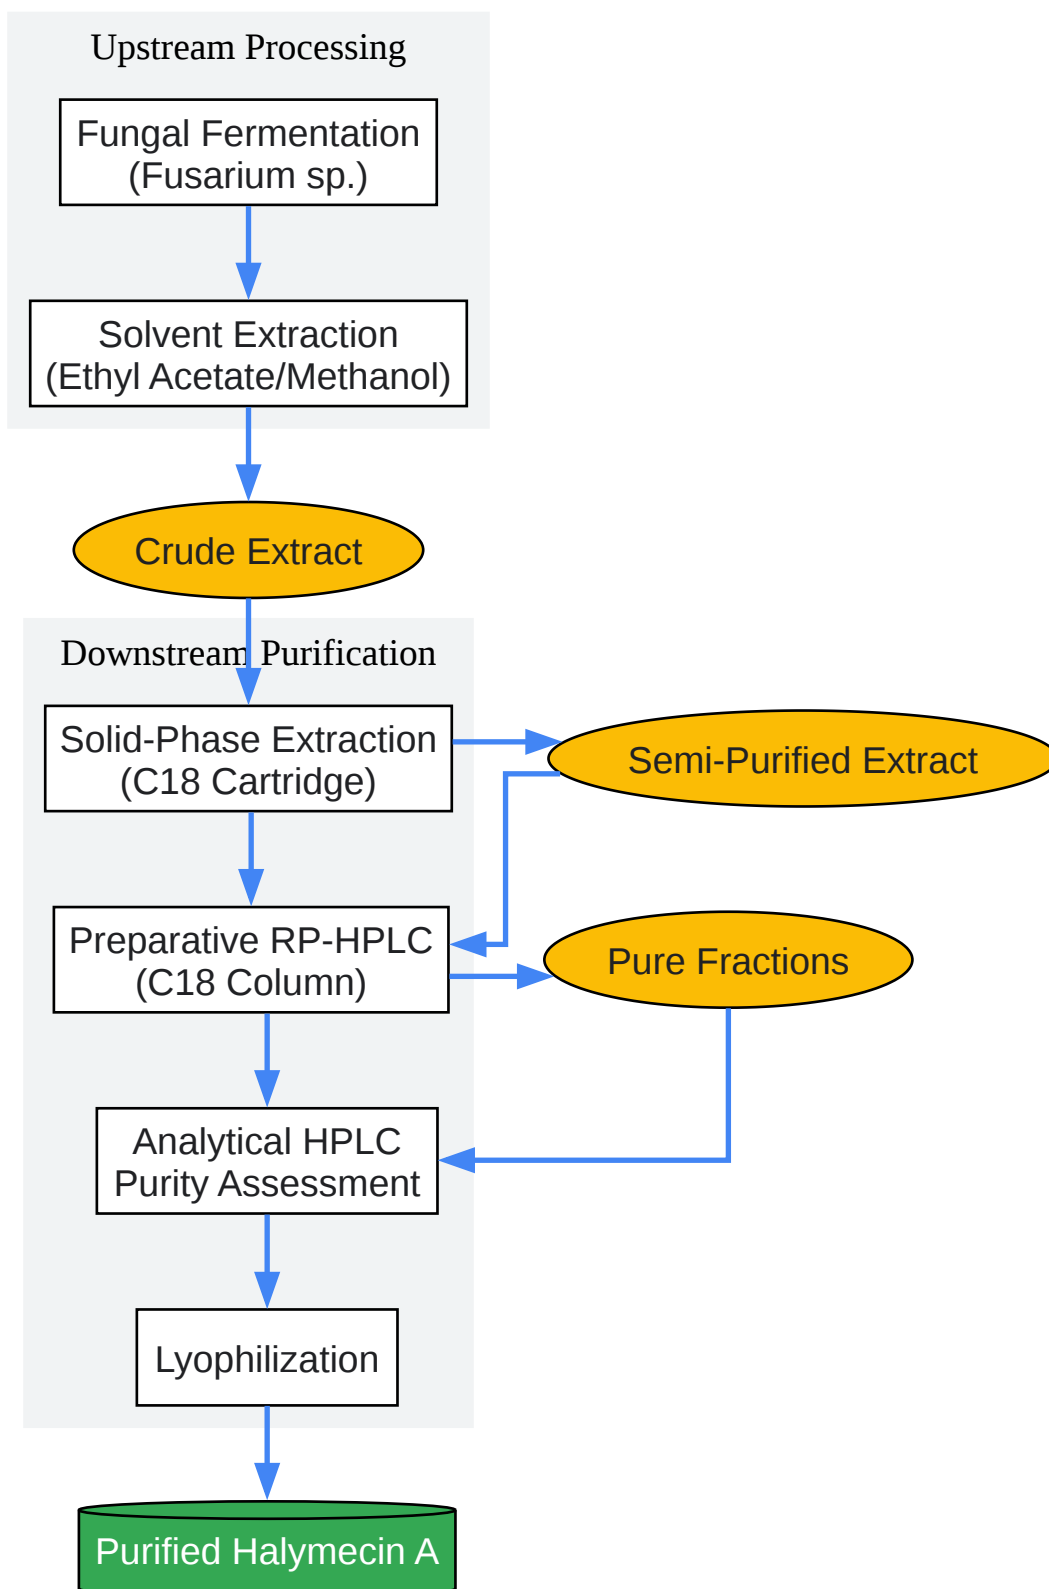 Upstream Processing
Fungal Fermentation
(Fusarium sp.)
Solvent Extraction
(Ethyl Acetate/Methanol)
Crude Extract
Downstream Purification
Solid-Phase Extraction
(C18 Cartridge)
Semi-Purified Extract
Preparative RP-HPLC
(C18 Column)
Pure Fractions
Analytical HPLC
Purity Assessment
Lyophilization
Purified Halymecin A